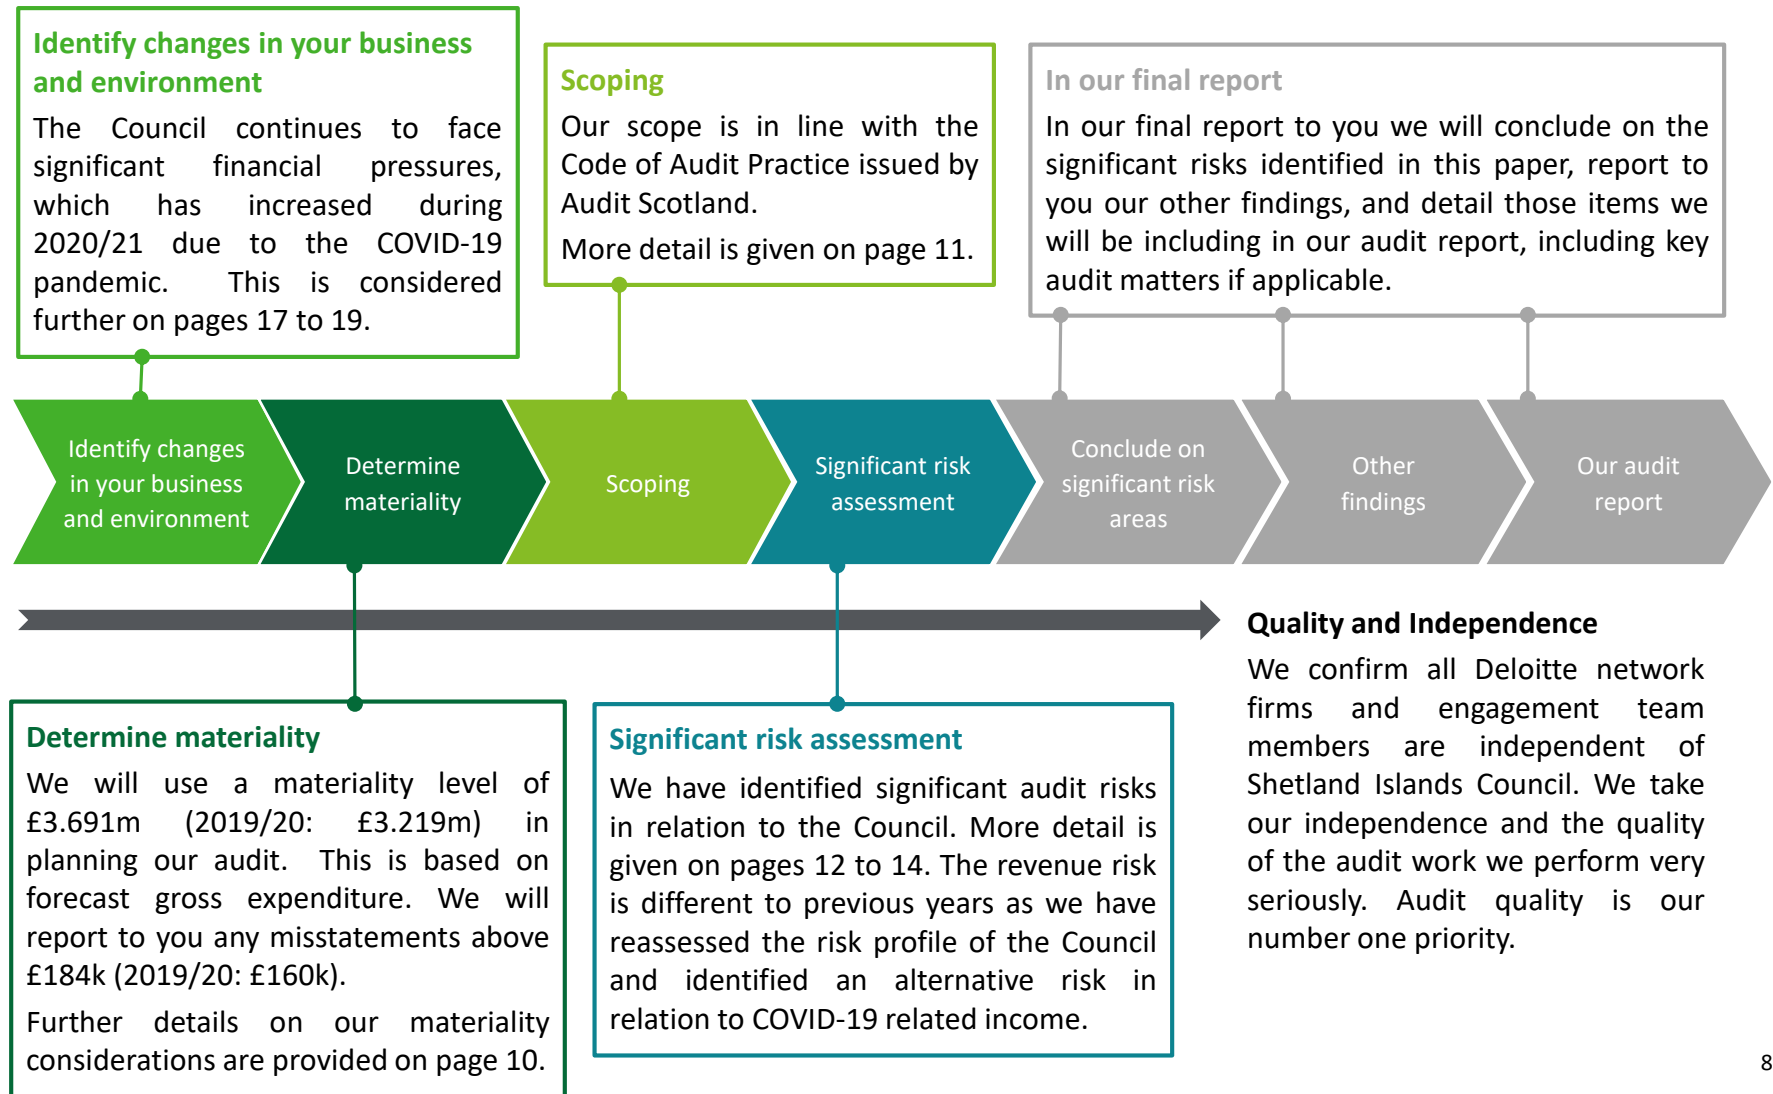 Identify changes in your business
and environment
The Council continues to face
significant financial pressures,
which has increased during
2020/21 due to the COVID-19
pandemic. This is considered
further on pages 17 to 19.
Scoping
Our scope is in line with the
Code of Audit Practice issued by
Audit Scotland.
More detail is given on page 11.
In our final report
In our final report to you we will conclude on the
significant risks identified in this paper, report to
you our other findings, and detail those items we
will be including in our audit report, including key
audit matters if applicable.
Identify changes
in your business
and environment
Determine
materiality
Scoping
Significant risk
assessment
Conclude on
significant risk
areas
Other
findings
Our audit
report
Determine materiality
We will use a materiality level of
£3.691m (2019/20: £3.219m) in
planning our audit. This is based on
forecast gross expenditure. We will
report to you any misstatements above
£184k (2019/20: £160k).
Further details on our materiality
considerations are provided on page 10.
Significant risk assessment
We have identified significant audit risks
in relation to the Council. More detail is
given on pages 12 to 14. The revenue risk
is different to previous years as we have
reassessed the risk profile of the Council
and identified an alternative risk in
relation to COVID-19 related income.
Quality and Independence
We confirm all Deloitte network
firms and engagement team
members are independent of
Shetland Islands Council. We take
our independence and the quality
of the audit work we perform very
seriously. Audit quality is our
number one priority.
8